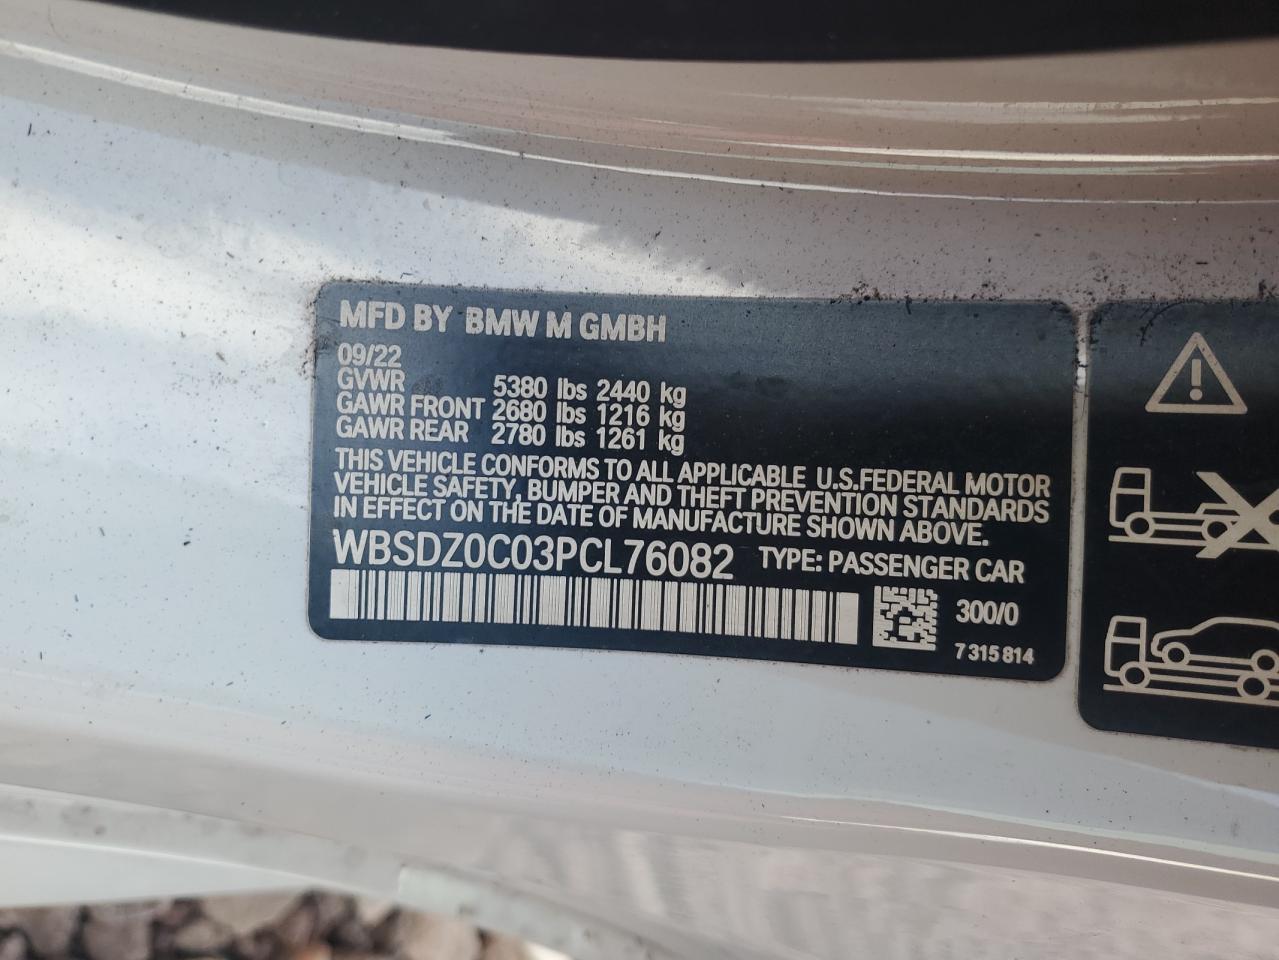 MFD BY BMW M GMBH
09/22
GVWR 5380 lbs 2440 kg
GAWR FRONT 2680 lbs 1216 kg
GAWR REAR 2780 lbs 1261 kg
THIS VEHICLE CONFORMS TO ALL APPLICABLE U.S.FEDERAL MOTOR
VEHICLE SAFETY, BUMPER AND THEFT PREVENTION STANDARDS
IN EFFECT ON THE DATE OF MANUFACTURE SHOWN ABOVE.
WBSDZ0C03PCL76082 TYPE: PASSENGER CAR
300/0
7 315 814